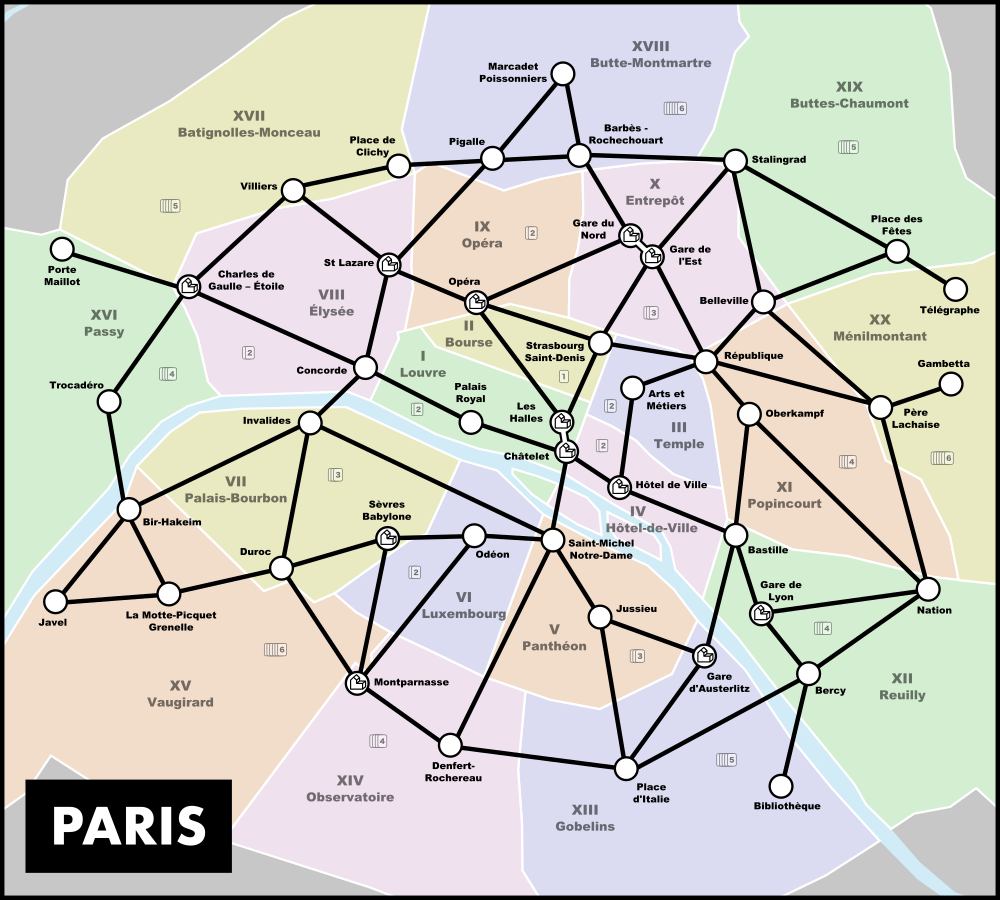 XVIII
Butte-Montmartre
6
Marcadet
Poissonniers
XIX
Buttes-Chaumont
5
XVII
Batignolles-Monceau
5
Place de
Clichy
Pigalle
Barbès -
Rochechouart
Stalingrad
Villiers
X
Entrepôt
3
IX
Opéra
2
Gare du
Nord
Gare de
l'Est
Place des
Fêtes
Porte
Maillot
Charles de
Gaulle – Étoile
St Lazare
Opéra
Belleville
Télégraphe
VIII
Élysée
2
XVI
Passy
4
II
Bourse
1
XX
Ménilmontant
6
Strasbourg
Saint-Denis
République
Gambetta
Concorde
I
Louvre
2
Trocadéro
Palais
Royal
Les
Halles
2
Arts et
Métiers
Oberkampf
Père
Lachaise
Invalides
III
Temple
2
Châtelet
4
VII
Palais-Bourbon
3
Hôtel de Ville
XI
Popincourt
IV
Hôtel-de-Ville
Bir-Hakeim
Sèvres
Babylone
Duroc
Odéon
Saint-Michel
Notre-Dame
Bastille
2
Gare de
Lyon
Nation
Javel
La Motte-Picquet
Grenelle
VI
Luxembourg
Jussieu
V
Panthéon
3
4
6
Montparnasse
Gare
d'Austerlitz
Bercy
XII
Reuilly
XV
Vaugirard
4
5
Denfert-
Rochereau
XIV
Observatoire
Place
d'Italie
Bibliothèque
XIII
Gobelins
PARIS